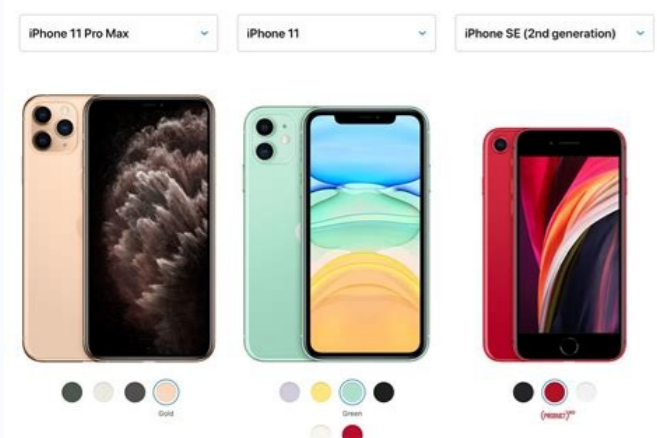 iPhone 11 Pro Max
iPhone 11
iPhone SE (2nd generation)
Gold
Green
(PRODUCT)RED